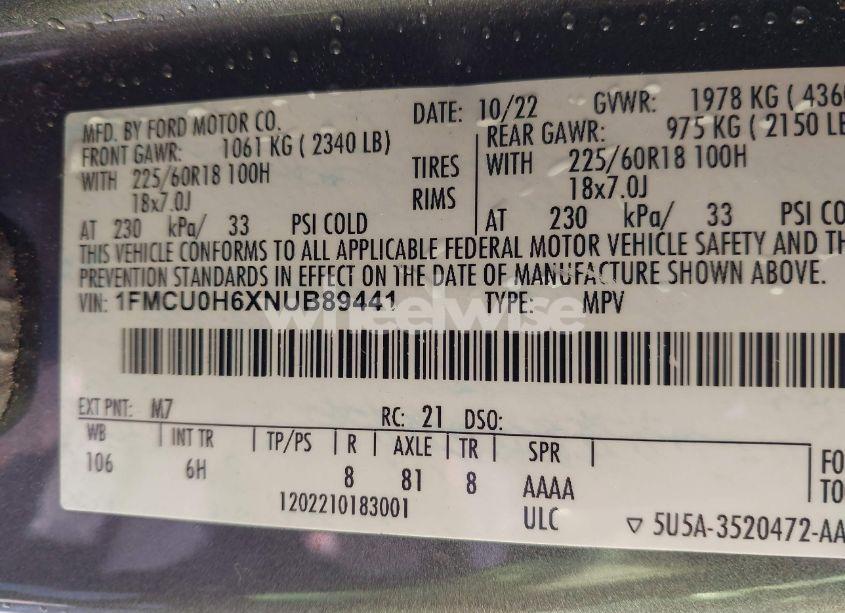 MFD. BY FORD MOTOR CO.
DATE: 10/22 GVWR: 1978 KG ( 4360
FRONT GAWR: 1061 KG ( 2340 LB)
REAR GAWR: 975 KG ( 2150 LB
WITH 225/60R18 100H
TIRES
WITH 225/60R18 100H
18x7.0J
RIMS
18x7.0J
AT 230 kPa/ 33 PSI COLD
AT 230 kPa/ 33 PSI CO
THIS VEHICLE CONFORMS TO ALL APPLICABLE FEDERAL MOTOR VEHICLE SAFETY AND TH
PREVENTION STANDARDS IN EFFECT ON THE DATE OF MANUFACTURE SHOWN ABOVE.
VIN: 1FMCU0H6XNUB89441 TYPE: MPV
wheelwise
EXT PNT: M7 RC: 21 DSO:
WB INT TR TP/PS R AXLE TR SPR
106 6H 8 81 8 AAAA
FO
TO
1202210183001
ULC
▽ 5U5A-3520472-AA